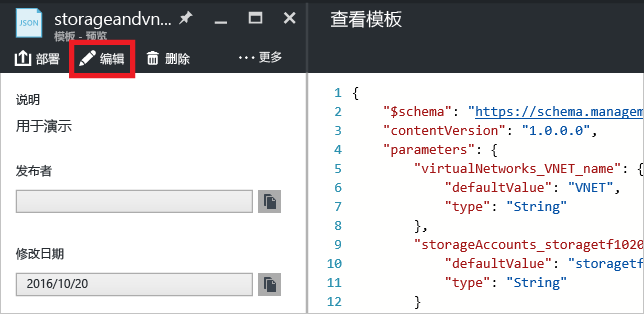 JSON
storageandvn...
模板 - 预览
部署
编辑
删除
··· 更多
说明
用于演示
发布者
修改日期
2016/10/20
查看模板
1 {
2 "$schema": "https://schema.managem
3 "contentVersion": "1.0.0.0",
4 "parameters": {
5 "virtualNetworks_VNET_name": {
6 "defaultValue": "VNET",
7 "type": "String"
8 },
9 "storageAccounts_storagetf1020
10 "defaultValue": "storagetf
11 "type": "String"
12 }